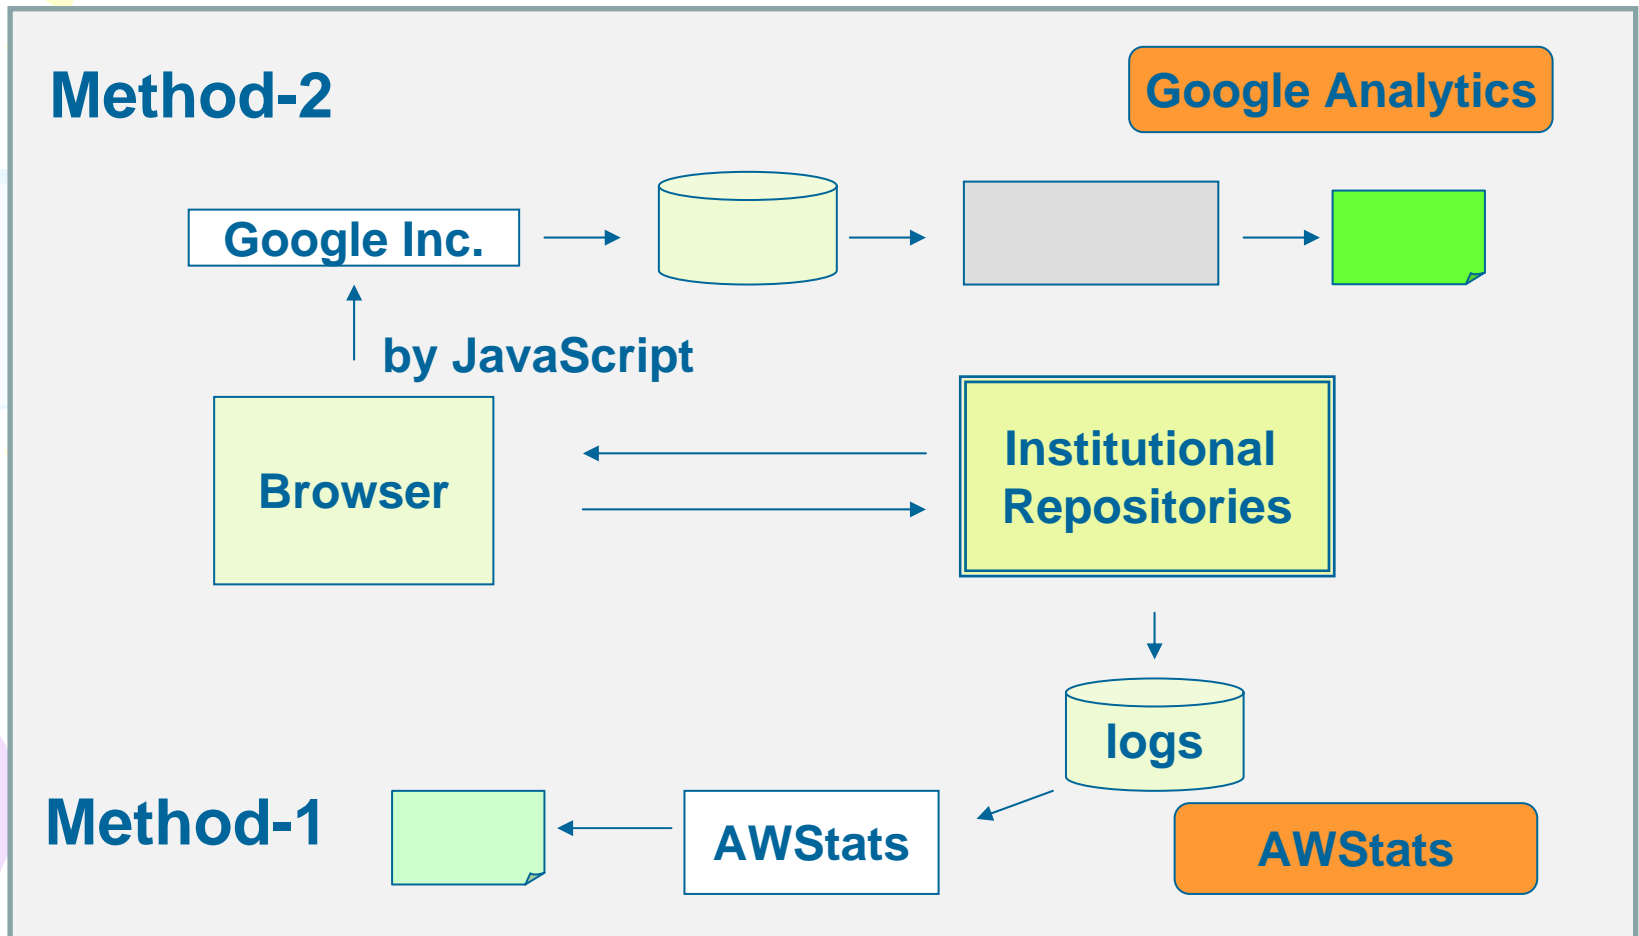 Method-2
Google Analytics
Google Inc.
by JavaScript
Browser
Institutional
Repositories
logs
Method-1
AWStats
AWStats